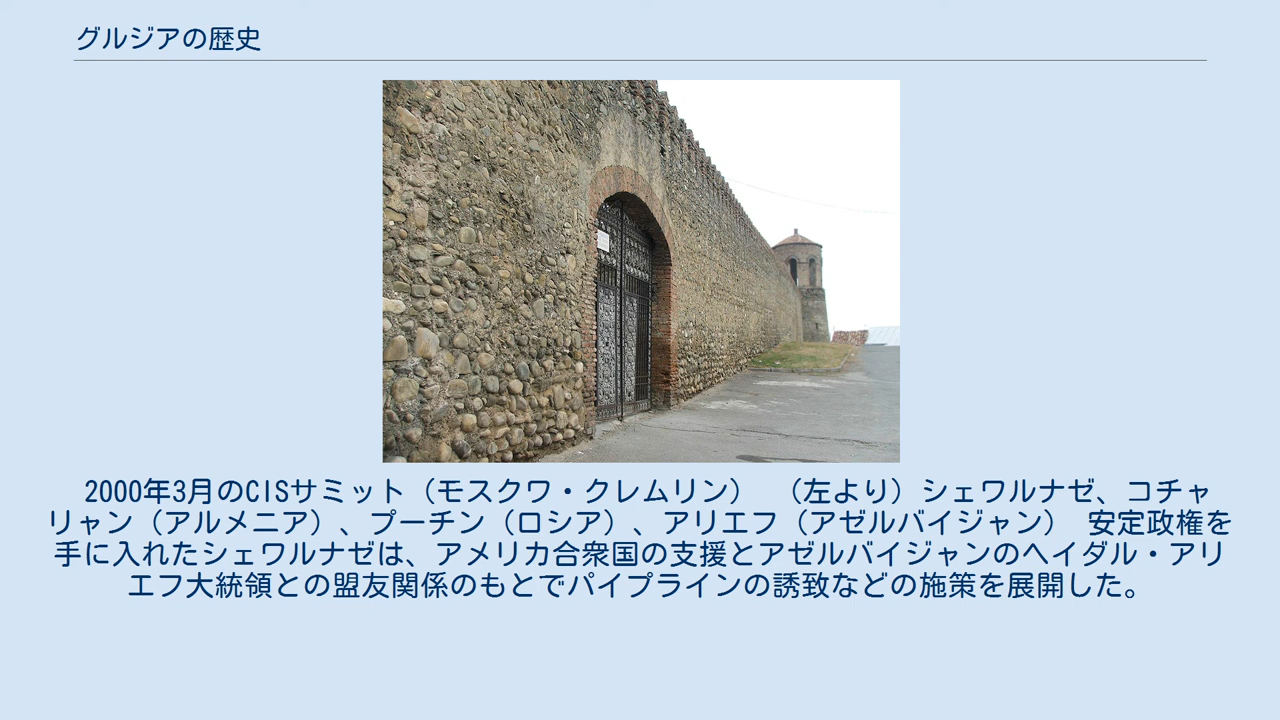 グルジアの歴史
2000年3月のCISサミット（モスクワ・クレムリン）　（左より）シェワルナゼ、コチャ
リャン（アルメニア）、プーチン（ロシア）、アリエフ（アゼルバイジャン） 安定政権を
手に入れたシェワルナゼは、アメリカ合衆国の支援とアゼルバイジャンのヘイダル・アリ
エフ大統領との盟友関係のもとでパイプラインの誘致などの施策を展開した。